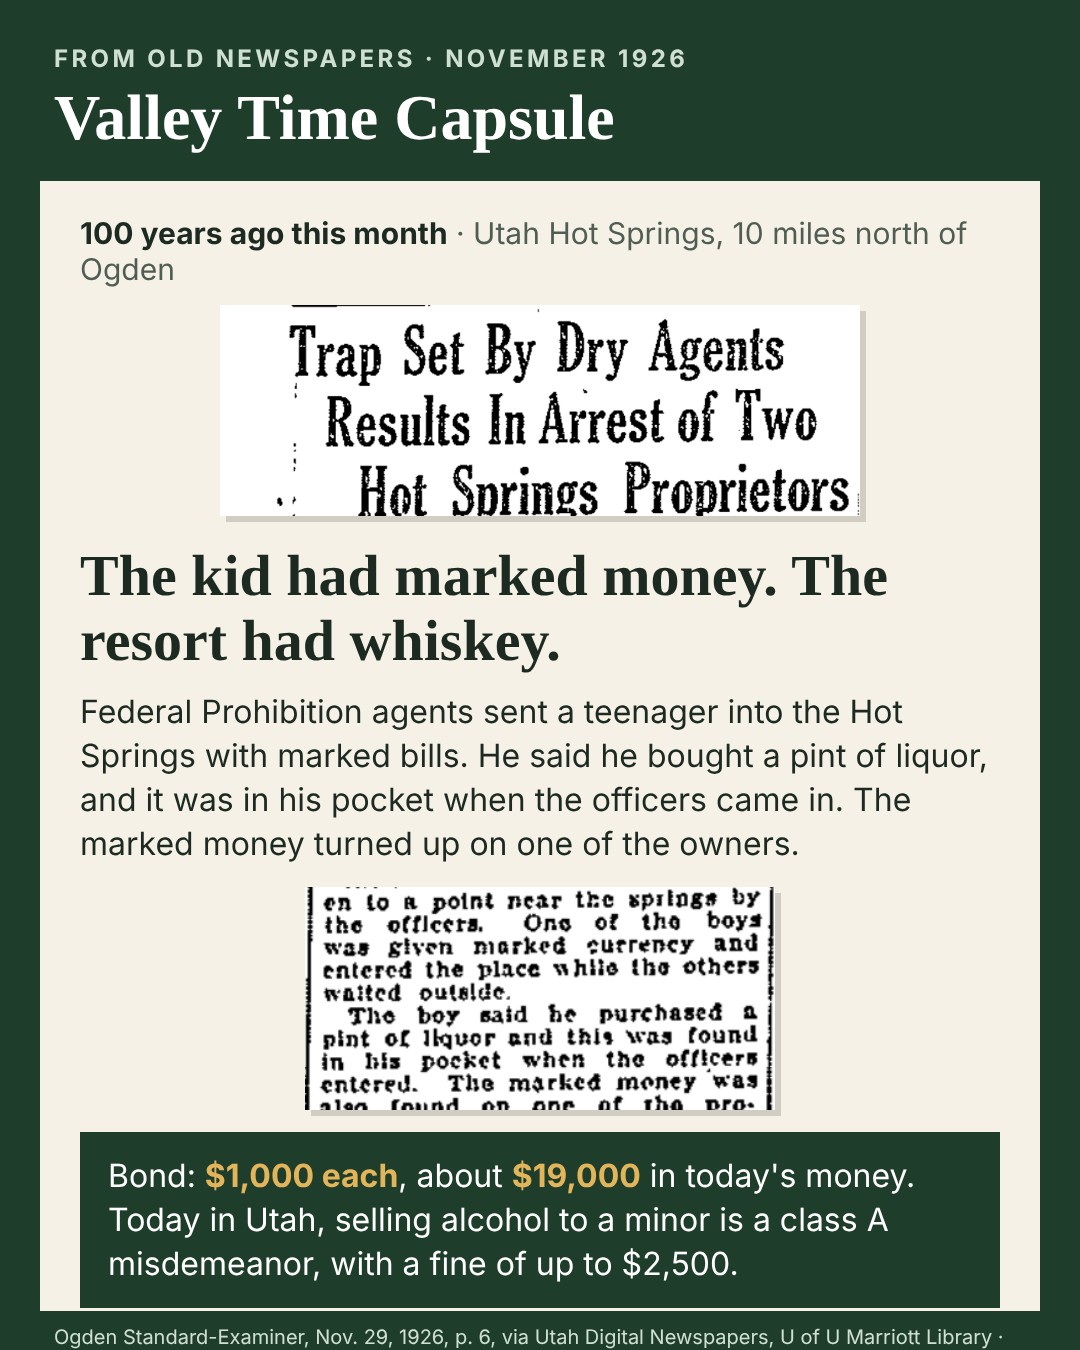 FROM OLD NEWSPAPERS · NOVEMBER 1926
Valley Time Capsule
100 years ago this month · Utah Hot Springs, 10 miles north of
Ogden
Trap Set By Dry Agents
Results In Arrest of Two
Hot Springs Proprietors
The kid had marked money. The
resort had whiskey.
Federal Prohibition agents sent a teenager into the Hot
Springs with marked bills. He said he bought a pint of liquor,
and it was in his pocket when the officers came in. The
marked money turned up on one of the owners.
en to a point near the springs by
the officers. One of the boys
was given marked currency and
entered the place while the others
waited outside.
The boy said he purchased a
pint of liquor and this was found
in his pocket when the officers
entered. The marked money was
also found on one of the pro-
Bond: $1,000 each, about $19,000 in today's money.
Today in Utah, selling alcohol to a minor is a class A
misdemeanor, with a fine of up to $2,500.
Ogden Standard-Examiner, Nov. 29, 1926, p. 6, via Utah Digital Newspapers, U of U Marriott Library ·